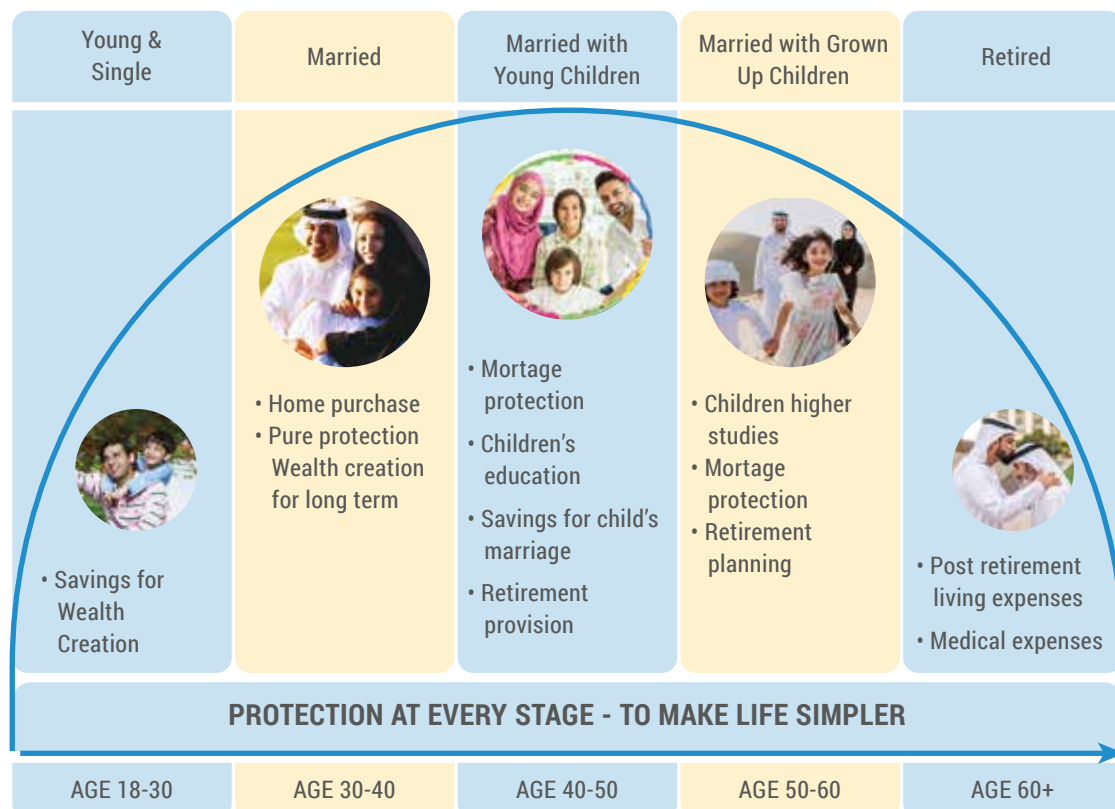 Young &
Single
Married
Married with
Young Children
Married with Grown
Up Children
Retired
• Savings for
Wealth
Creation
• Home purchase
• Pure protection
Wealth creation
for long term
• Mortage
protection
• Children's
education
• Savings for child's
marriage
• Retirement
provision
• Children higher
studies
• Mortage
protection
• Retirement
planning
• Post retirement
living expenses
• Medical expenses
PROTECTION AT EVERY STAGE - TO MAKE LIFE SIMPLER
AGE 18-30
AGE 30-40
AGE 40-50
AGE 50-60
AGE 60+